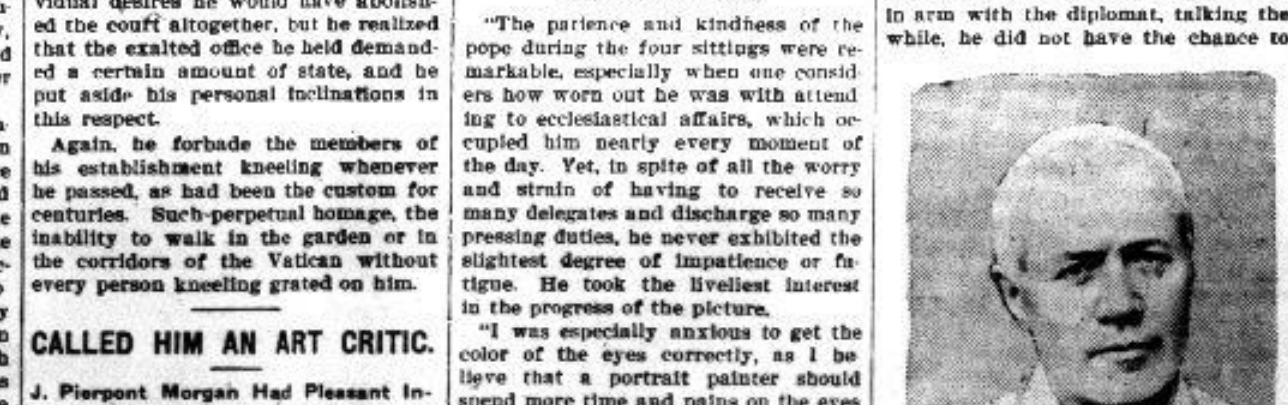 vidual desires he would have abolish-
ed the court altogether, but he realized
that the exalted office he held demand-
ed a certain amount of state, and he
put aside his personal inclinations in
this respect.
Again, he forbade the members of
his establishment kneeling whenever
he passed, as had been the custom for
centuries. Such perpetual homage, the
inability to walk in the garden or in
the corridors of the Vatican without
every person kneeling grated on him.
CALLED HIM AN ART CRITIC.
J. Pierpont Morgan Had Pleasant In-
"The patience and kindness of the
pope during the four sittings were re-
markable, especially when one consid
ers how worn out he was with attend
ing to ecclesiastical affairs, which oc-
cupied him nearly every moment of
the day. Yet, in spite of all the worry
and strain of having to receive so
many delegates and discharge so many
pressing duties, he never exhibited the
slightest degree of impatience or fa-
tigue. He took the liveliest interest
in the progress of the picture.
"I was especially anxious to get the
color of the eyes correctly, as I be
lieve that a portrait painter should
spend more time and pains on the eyes
in arm with the diplomat, talking the
while, he did not have the chance to